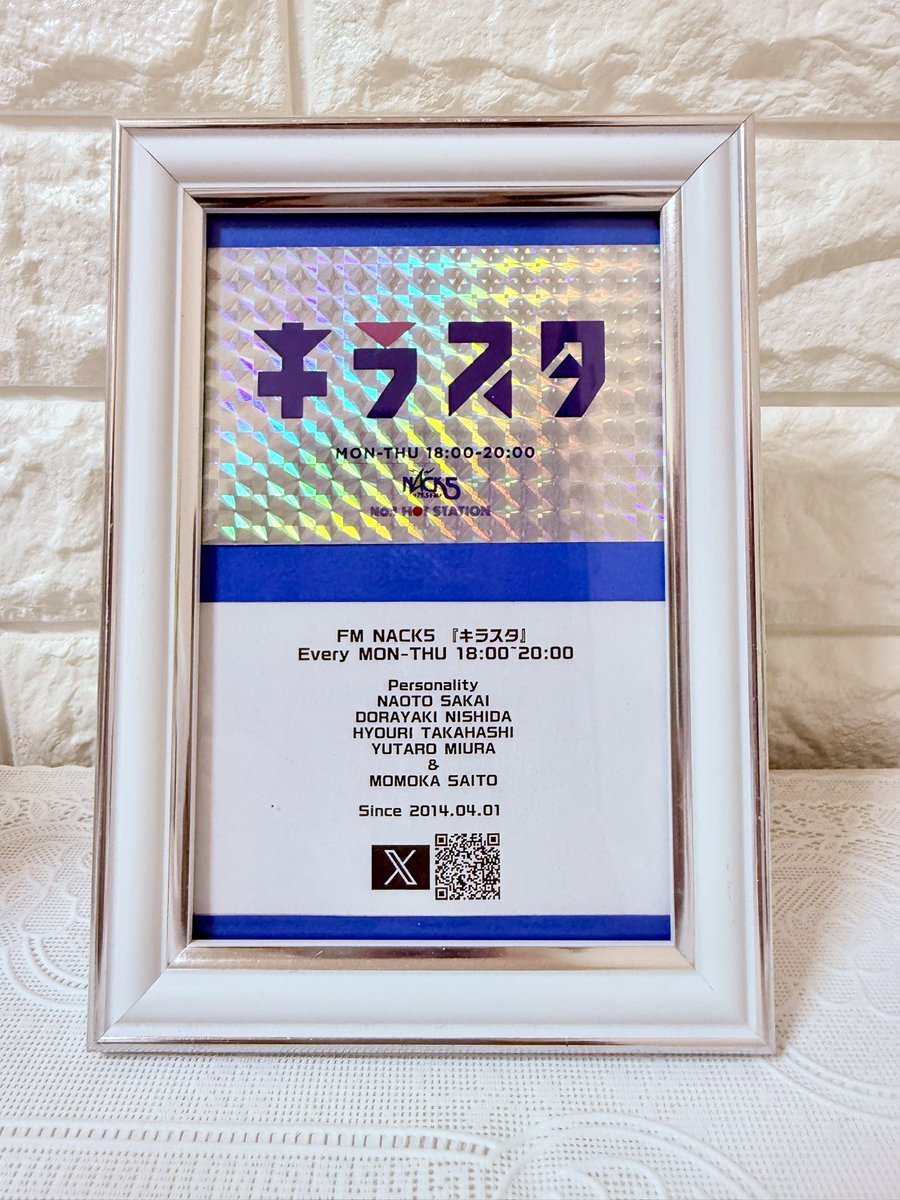 キラスタ
MON-THU 18:00-20:00
NACK5
79.5FM
NO.1 HOT STATION
FM NACK5 『キラスタ』
Every MON-THU 18:00~20:00
Personality
NAOTO SAKAI
DORAYAKI NISHIDA
HYOURI TAKAHASHI
YUTARO MIURA
&
MOMOKA SAITO
Since 2014.04.01
X